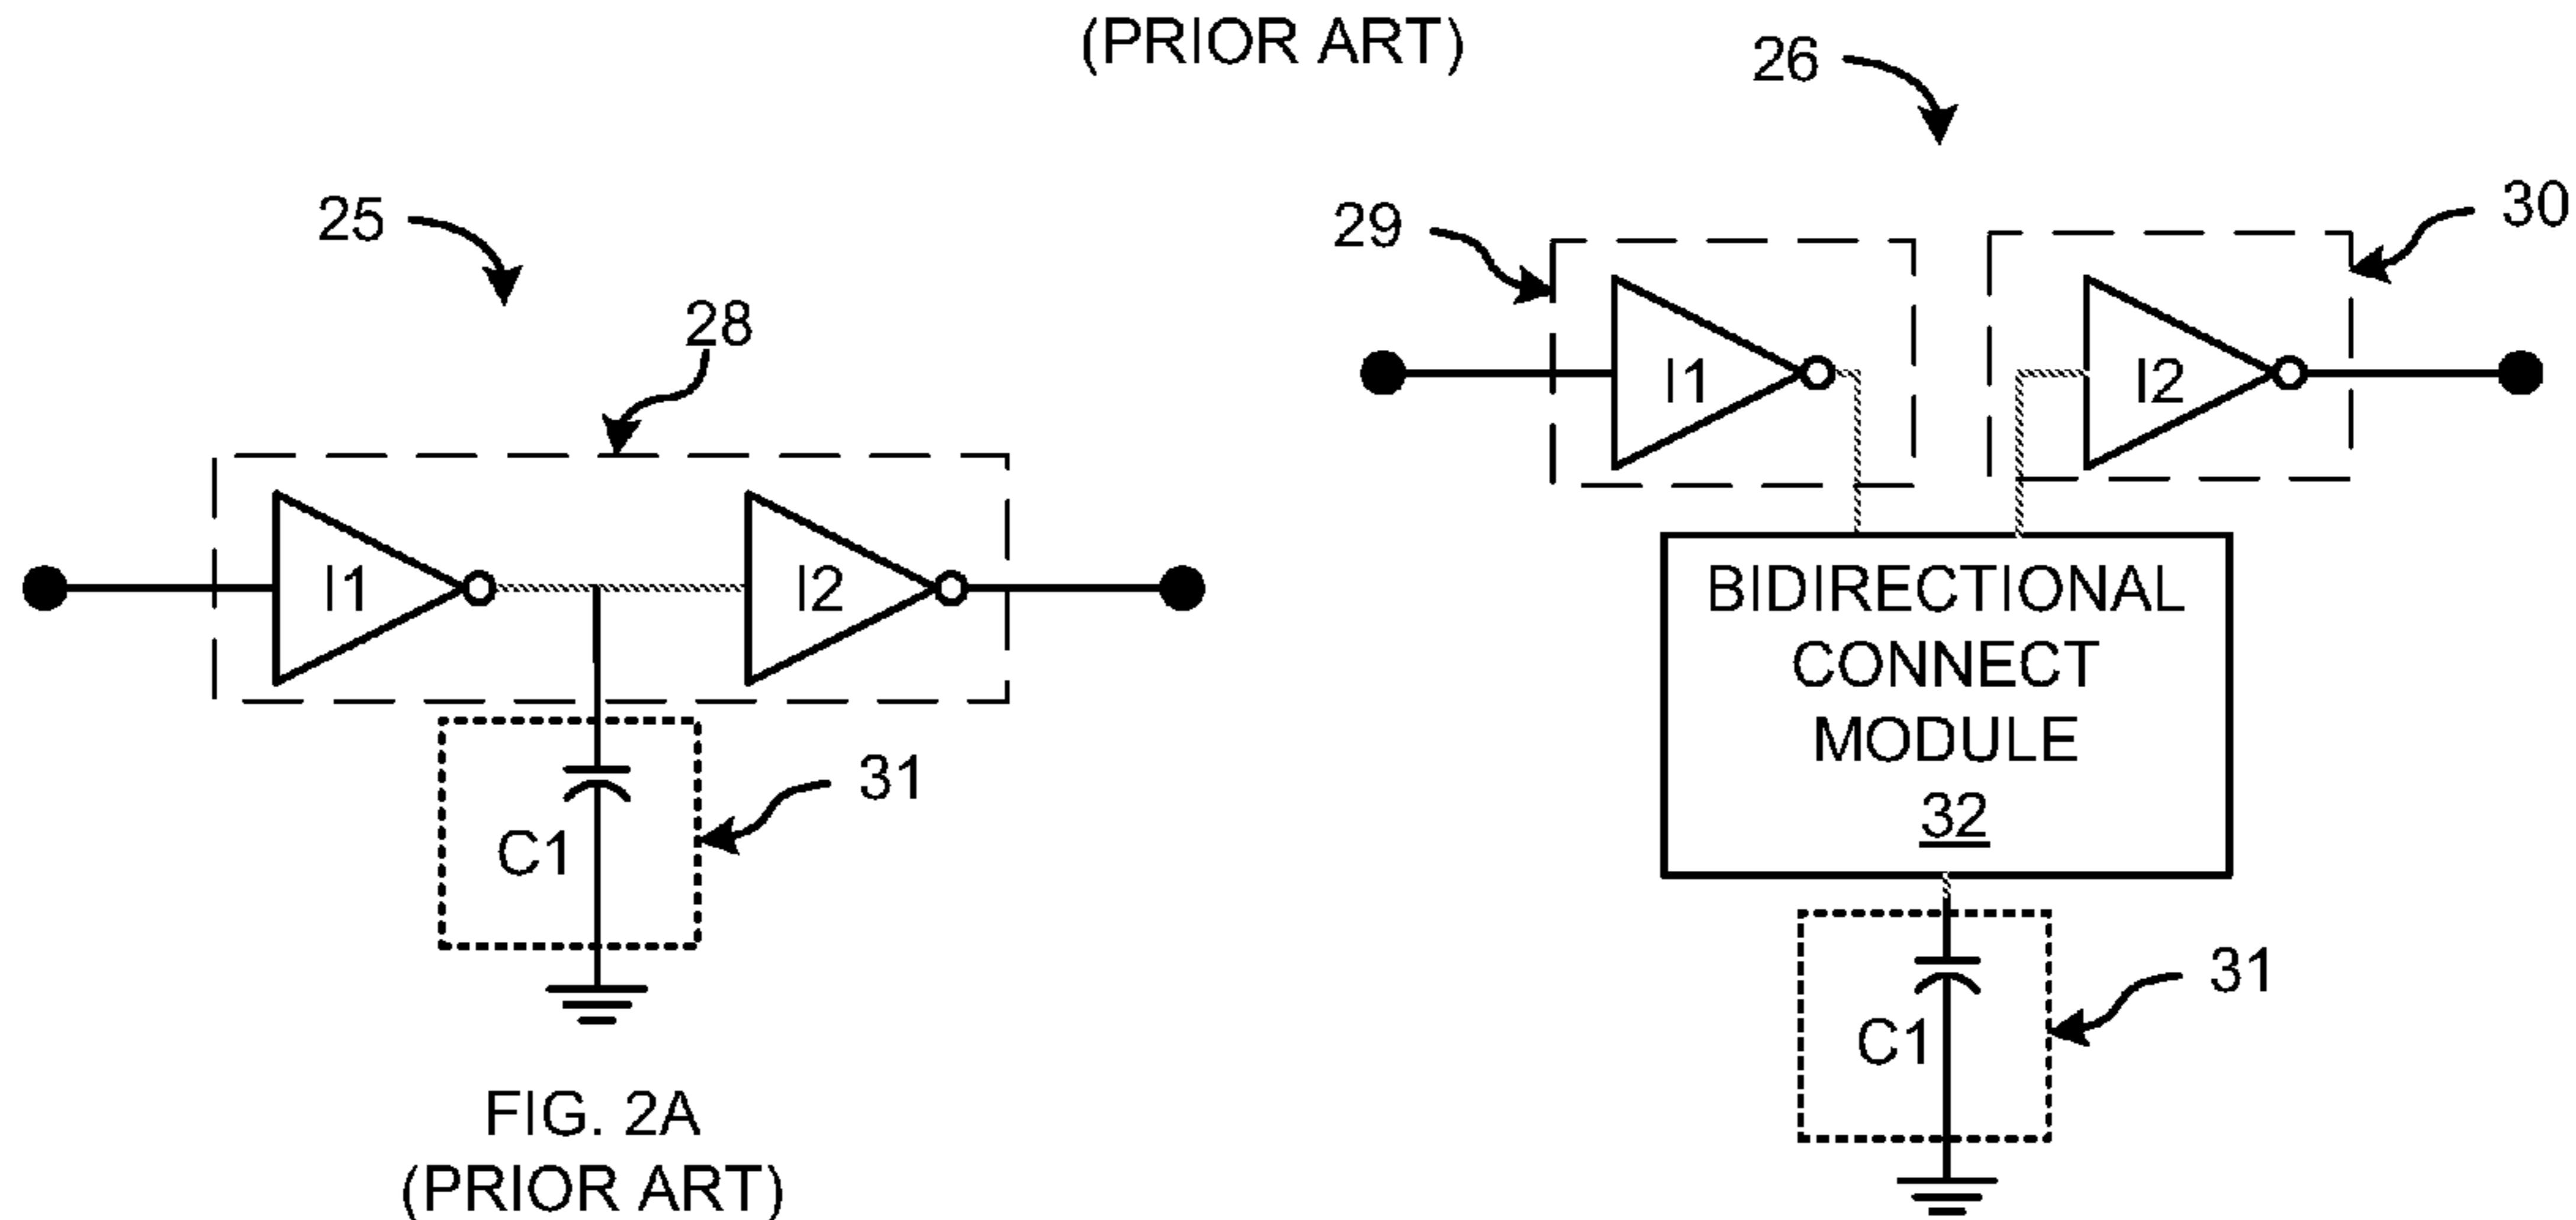 (PRIOR ART)
26
25
29
30
28
I1
I2
I1
I2
BIDIRECTIONAL
CONNECT
MODULE
32
31
C1
31
C1
FIG. 2A
(PRIOR ART)